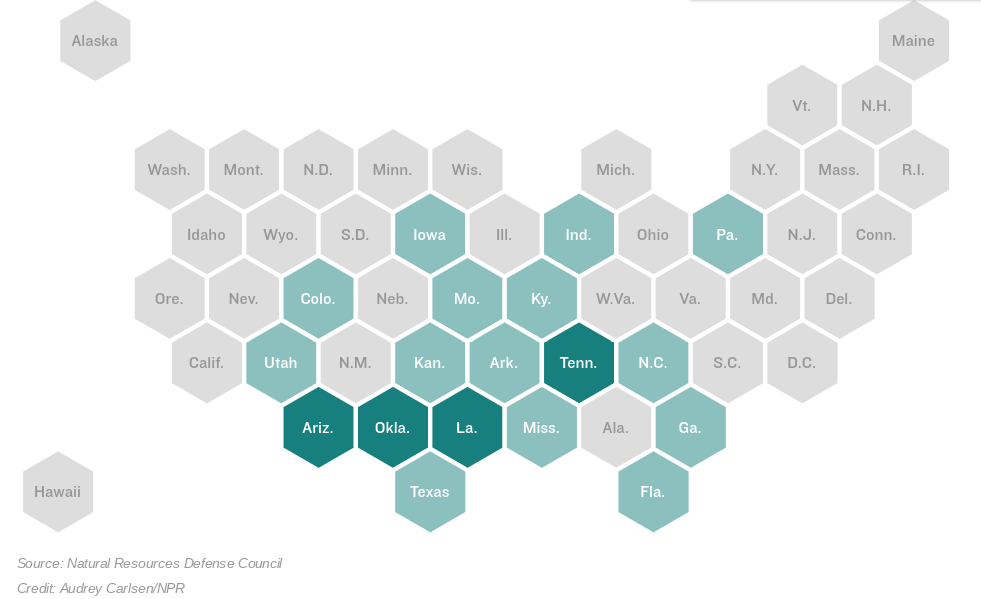 Alaska
Maine
Vt.
N.H.
Wash.
Mont.
N.D.
Minn.
Wis.
Mich.
N.Y.
Mass.
R.I.
Idaho
Wyo.
S.D.
Iowa
Ill.
Ind.
Ohio
Pa.
N.J.
Conn.
Ore.
Nev.
Colo.
Neb.
Mo.
Ky.
W.Va.
Va.
Md.
Del.
Calif.
Utah
N.M.
Kan.
Ark.
Tenn.
N.C.
S.C.
D.C.
Ariz.
Okla.
La.
Miss.
Ala.
Ga.
Hawaii
Texas
Fla.
Source: Natural Resources Defense Council
Credit: Audrey Carlsen/NPR